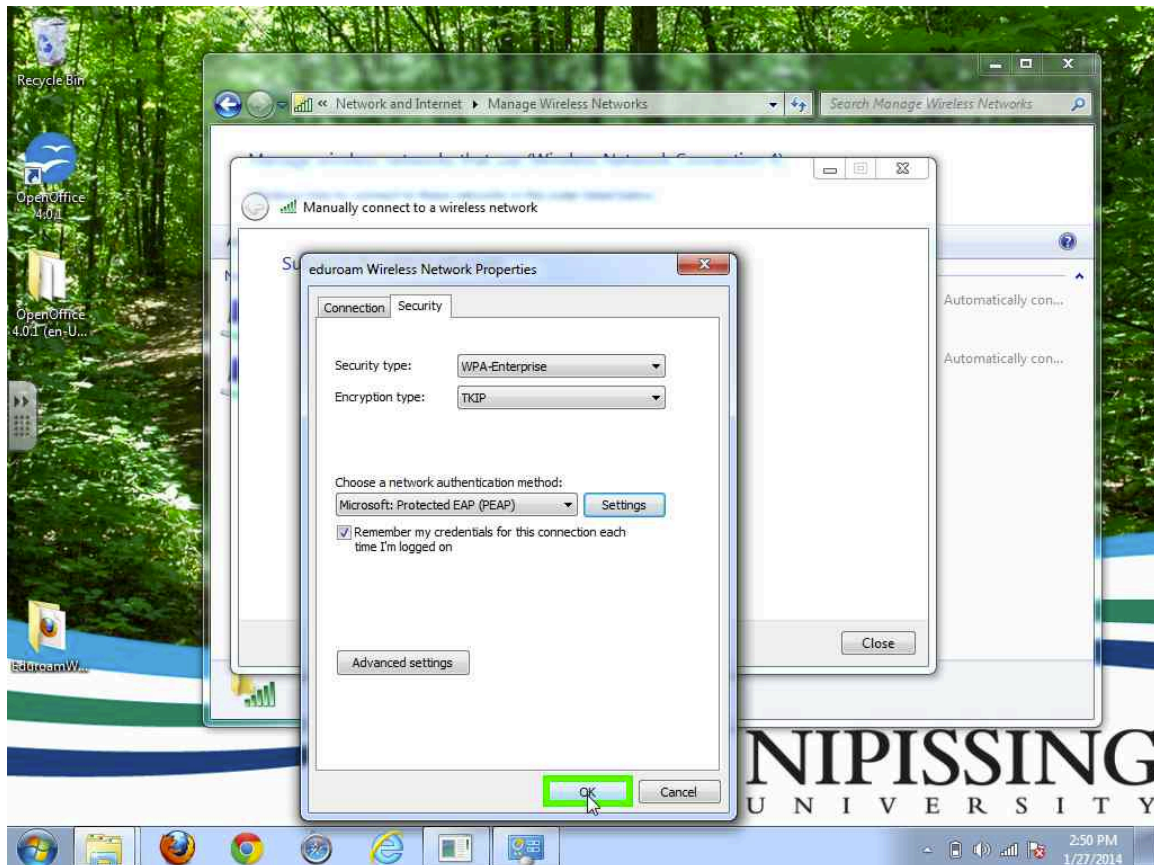 Recycle Bin
« Network and Internet ▸ Manage Wireless Networks
Search Manage Wireless Networks
OpenOffice
4.0.1
Manually connect to a wireless network
eduroam Wireless Network Properties
Connection
Security
Automatically con...
OpenOffice
4.0.1 (en-U...
Security type:
WPA-Enterprise
Automatically con...
Encryption type:
TKIP
Choose a network authentication method:
Microsoft: Protected EAP (PEAP)
Settings
Remember my credentials for this connection each
time I'm logged on
Close
EduroamW...
Advanced settings
OK
Cancel
NIPISSING
UNIVERSITY
2:50 PM
1/27/2014